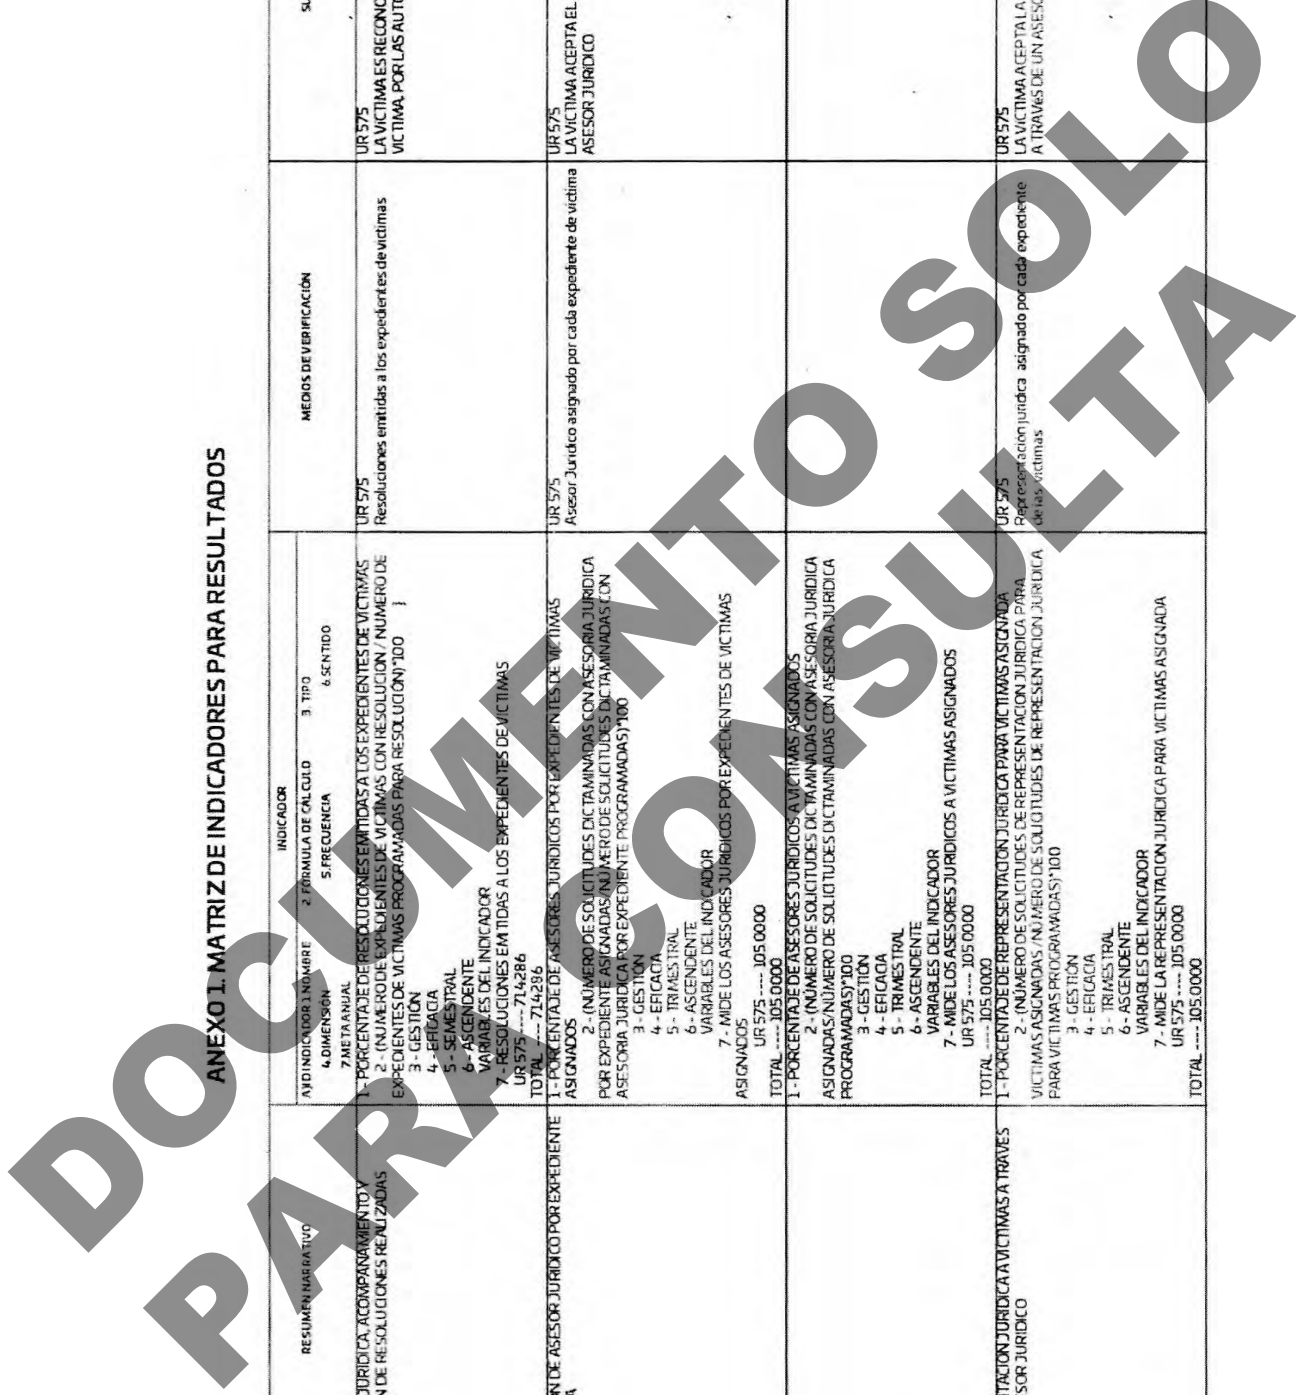 ANEXO 1. MATRIZ DE INDICADORES PARA RESULTADOS
RESUMEN NARRATIVO
INDICADOR
INDICADOR 1 NOMBRE 2. FORMULA DE CALCULO 3. TIPO
4. DIMENSIÓN 5. FRECUENCIA 6. SENTIDO
7. META ANUAL
MEDIOS DE VERIFICACIÓN
JURIDICA, ACOMPAÑAMIENTO Y
N DE RESOLUCIONES REALIZADAS
1 - PORCENTAJE DE RESOLUCIONES EMITIDAS A LOS EXPEDIENTES DE VICTIMAS
2 - (NUMERO DE EXPEDIENTES DE VICTIMAS CON RESOLUCION / NUMERO DE
EXPEDIENTES DE VICTIMAS PROGRAMADAS PARA RESOLUCIÓN)*100
3 - GESTIÓN
4 - EFICACIA
5 - SEMESTRAL
6 - ASCENDENTE
VARIABLES DEL INDICADOR
7 - RESOLUCIONES EMITIDAS A LOS EXPEDIENTES DE VICTIMAS
UR 575 ---- 71.4286
TOTAL ---- 71.4286
UR 575
Resoluciones emitidas a los expedientes de victimas
UR 575
LA VICTIMA ES RECONO
VICTIMA, POR LAS AUTO
N DE ASESOR JURIDICO POR EXPEDIENTE
A
1 - PORCENTAJE DE ASESORES JURIDICOS POR EXPEDIENTES DE VICTIMAS
ASIGNADOS
2 - (NÚMERO DE SOLICITUDES DICTAMINADAS CON ASESORIA JURIDICA
POR EXPEDIENTE ASIGNADAS/NÚMERO DE SOLICITUDES DICTAMINADAS CON
ASESORIA JURIDICA POR EXPEDIENTE PROGRAMADAS)*100
3 - GESTIÓN
4 - EFICACIA
5 - TRIMESTRAL
6 - ASCENDENTE
VARIABLES DEL INDICADOR
7 - MIDE LOS ASESORES JURIDICOS POR EXPEDIENTES DE VICTIMAS
ASIGNADOS
UR 575 ---- 105.0000
TOTAL ---- 105.0000
UR 575
Asesor Juridico asignado por cada expediente de victima
UR 575
LA VICTIMA ACEPTA EL
ASESOR JURIDICO
1 - PORCENTAJE DE ASESORES JURIDICOS A VICTIMAS ASIGNADOS
2 - (NÚMERO DE SOLICITUDES DICTAMINADAS CON ASESORIA JURIDICA
ASIGNADAS/NÚMERO DE SOLICITUDES DICTAMINADAS CON ASESORIA JURIDICA
PROGRAMADAS)*100
3 - GESTIÓN
4 - EFICACIA
5 - TRIMESTRAL
6 - ASCENDENTE
VARIABLES DEL INDICADOR
7 - MIDE LOS ASESORES JURIDICOS A VICTIMAS ASIGNADOS
UR 575 ---- 105.0000
TOTAL ---- 105.0000
TACION JURIDICA A VICTIMAS A TRAVES
SOR JURIDICO
1 - PORCENTAJE DE REPRESENTACION JURIDICA PARA VICTIMAS ASIGNADA
2 - (NÚMERO DE SOLICITUDES DE REPRESENTACION JURIDICA PARA
VICTIMAS ASIGNADAS /NÚMERO DE SOLICITUDES DE REPRESENTACION JURIDICA
PARA VICTIMAS PROGRAMADAS)*100
3 - GESTIÓN
4 - EFICACIA
5 - TRIMESTRAL
6 - ASCENDENTE
VARIABLES DEL INDICADOR
7 - MIDE LA REPRESENTACION JURIDICA PARA VICTIMAS ASIGNADA
UR 575 ---- 105.0000
TOTAL ---- 105.0000
UR 575
Representacion juridica asignado por cada expediente
de las victimas
UR 575
LA VICTIMA ACEPTA LA
A TRAVÉS DE UN ASESO
DOCUMENTO SOLO
PARA CONSULTA